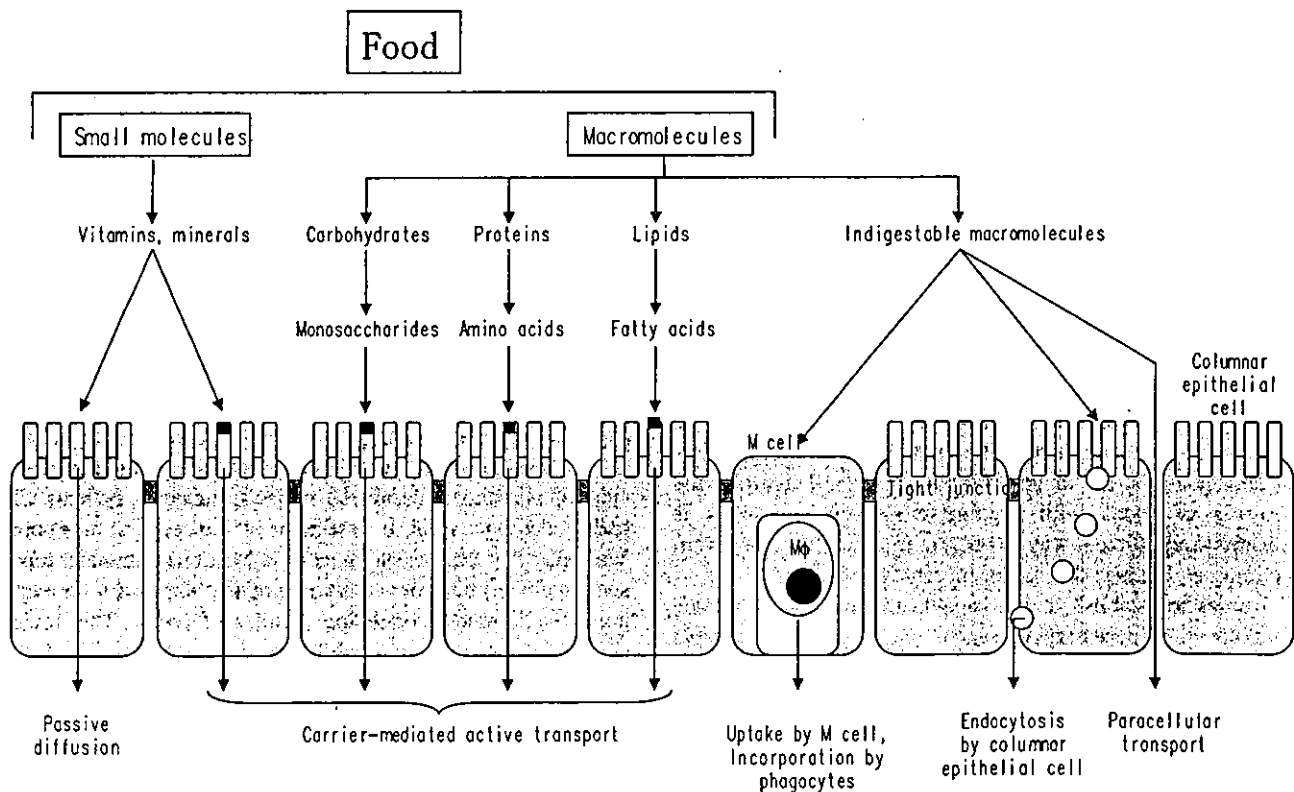 Food
Small molecules
Macromolecules
Vitamins, minerals
Carbohydrates
Proteins
Lipids
Indigestable macromolecules
Monosaccharides
Amino acids
Fatty acids
Columnar
epithelial
cell
M cell
Tight junction
Mϕ
Passive
diffusion
Carrier-mediated active transport
Uptake by M cell,
Incorporation by
phagocytes
Endocytosis
by columnar
epithelial cell
Paracellular
transport